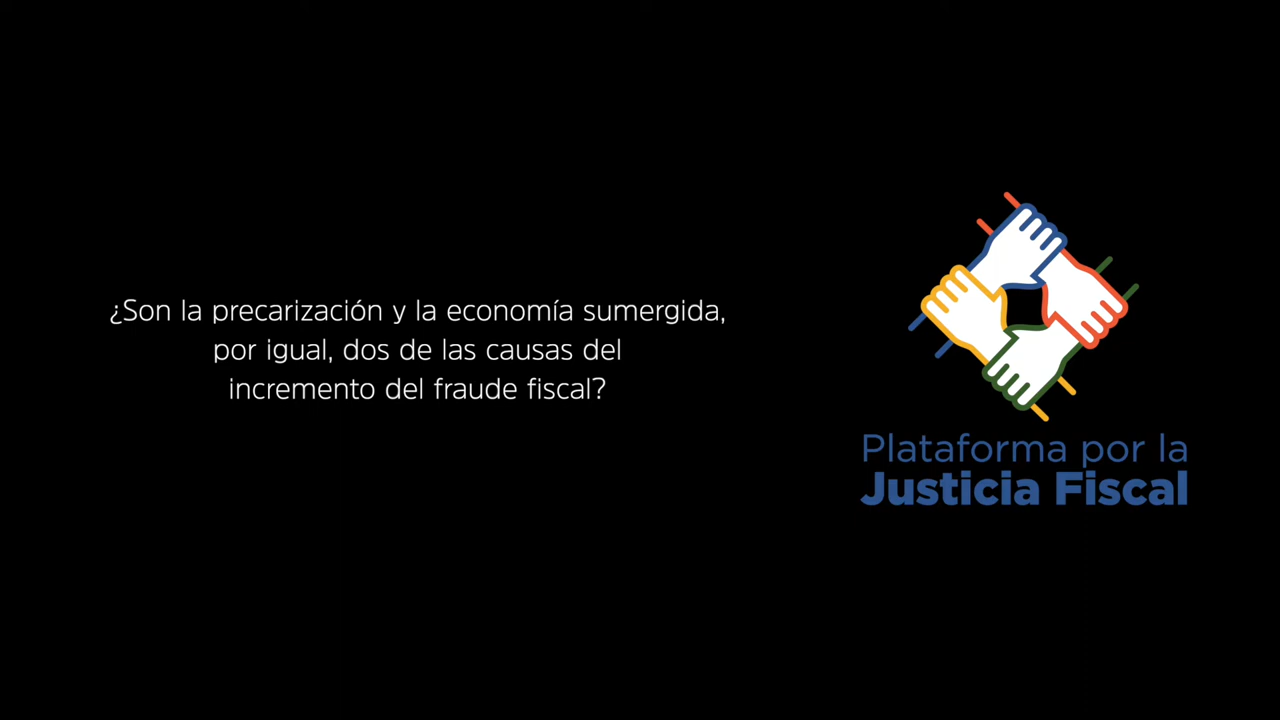 ¿Son la precarización y la economía sumergida,
por igual, dos de las causas del
incremento del fraude fiscal?
Plataforma por la
Justicia Fiscal